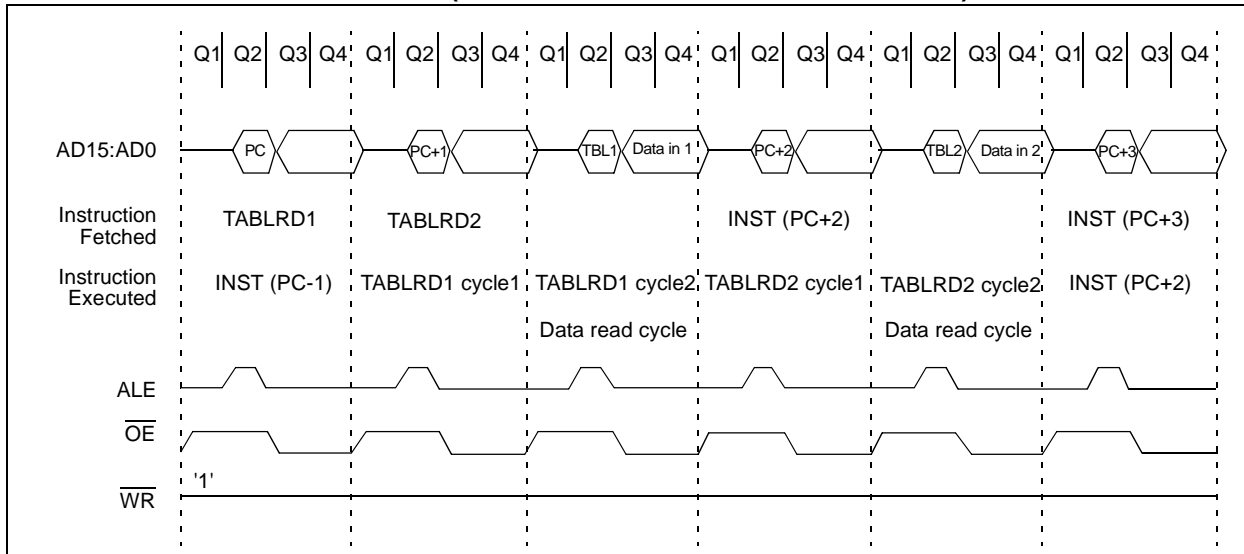 Q1 Q2 Q3 Q4 Q1 Q2 Q3 Q4 Q1 Q2 Q3 Q4 Q1 Q2 Q3 Q4 Q1 Q2 Q3 Q4 Q1 Q2 Q3 Q4
AD15:AD0 PC PC+1 TBL1 Data in 1 PC+2 TBL2 Data in 2 PC+3
Instruction
Fetched
TABLRD1 TABLRD2 INST (PC+2) INST (PC+3)
Instruction
Executed
INST (PC-1) TABLRD1 cycle1 TABLRD1 cycle2 TABLRD2 cycle1 TABLRD2 cycle2 INST (PC+2)
Data read cycle Data read cycle
ALE
OE
'1'
WR